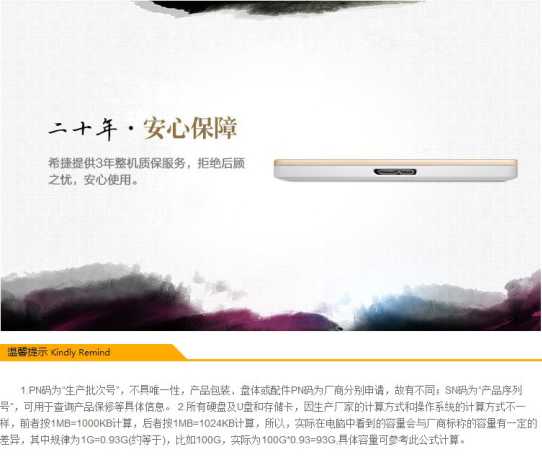 二十年·安心保障
希捷提供3年整机质保服务，拒绝后顾
之忧，安心使用。
温馨提示 Kindly Remind
1.PN码为"生产批次号"，不具唯一性，产品包装、盘体或配件PN码为厂商分别申请，故有不同；SN码为"产品序列
号"，可用于查询产品保修等具体信息。 2.所有硬盘及U盘和存储卡，因生产厂家的计算方式和操作系统的计算方式不一
样，前者按1MB=1000KB计算，后者按1MB=1024KB计算，所以，实际在电脑中看到的容量会与厂商标称的容量有一定的
差异，其中规律为1G=0.93G(约等于)，比如100G，实际为100G*0.93=93G.具体容量可参考此公式计算。